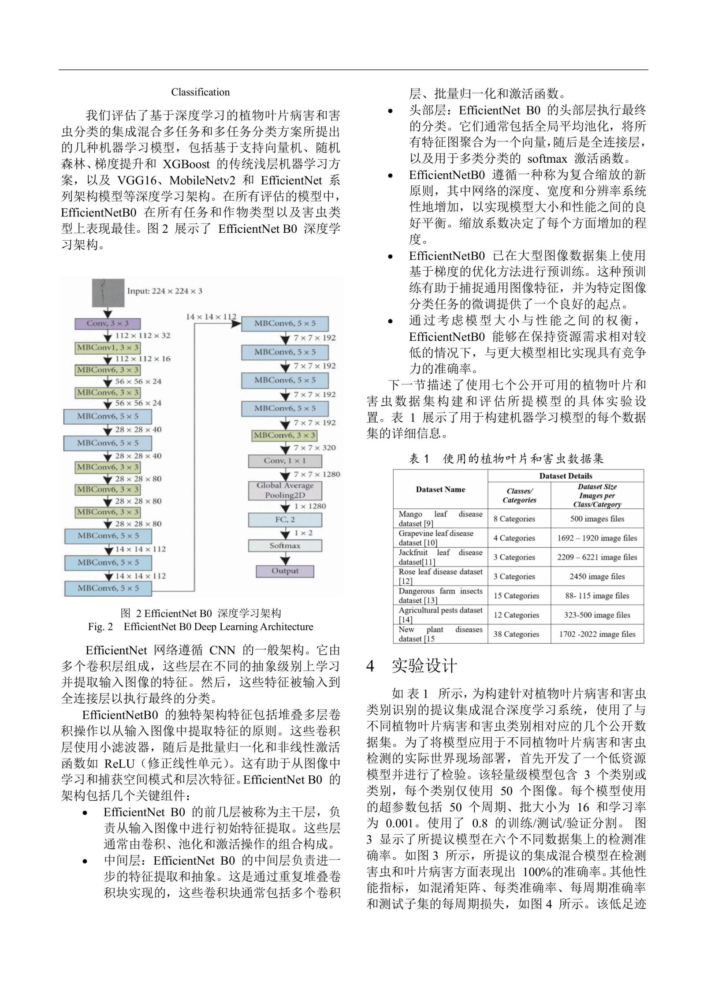 Classification
我们评估了基于深度学习的植物叶片病害和害
虫分类的集成混合多任务和多任务分类方案所提出
的几种机器学习模型，包括基于支持向量机、随机
森林、梯度提升和 XGBoost 的传统浅层机器学习方
案，以及 VGG16、MobileNetv2 和 EfficientNet 系
列架构模型等深度学习架构。在所有评估的模型中，
EfficientNetB0 在所有任务和作物类型以及害虫类
型上表现最佳。图 2 展示了 EfficientNet B0 深度学
习架构。
Input: 224 × 224 × 3
Conv, 3 × 3
112 × 112 × 32
MBConv1, 3 × 3
112 × 112 × 16
MBConv6, 3 × 3
56 × 56 × 24
MBConv6, 3 × 3
56 × 56 × 24
MBConv6, 5 × 5
28 × 28 × 40
MBConv6, 5 × 5
28 × 28 × 40
MBConv6, 3 × 3
28 × 28 × 80
MBConv6, 3 × 3
28 × 28 × 80
MBConv6, 3 × 3
28 × 28 × 80
MBConv6, 5 × 5
14 × 14 × 112
MBConv6, 5 × 5
14 × 14 × 112
MBConv6, 5 × 5
14 × 14 × 112
MBConv6, 5 × 5
7 × 7 × 192
MBConv6, 5 × 5
7 × 7 × 192
MBConv6, 5 × 5
7 × 7 × 192
MBConv6, 5 × 5
7 × 7 × 192
MBConv6, 3 × 3
7 × 7 × 320
Conv, 1 × 1
7 × 7 × 1280
Global Average
Pooling2D
1 × 1280
FC, 2
1 × 2
Softmax
Output
图 2 EfficientNet B0 深度学习架构
Fig. 2 EfficientNet B0 Deep Learning Architecture
EfficientNet 网络遵循 CNN 的一般架构。它由
多个卷积层组成，这些层在不同的抽象级别上学习
并提取输入图像的特征。然后，这些特征被输入到
全连接层以执行最终的分类。
EfficientNetB0 的独特架构特征包括堆叠多层卷
积操作以从输入图像中提取特征的原则。这些卷积
层使用小滤波器，随后是批量归一化和非线性激活
函数如 ReLU（修正线性单元）。这有助于从图像中
学习和捕获空间模式和层次特征。EfficientNet B0 的
架构包括几个关键组件：
● EfficientNet B0 的前几层被称为主干层，负
责从输入图像中进行初始特征提取。这些层
通常由卷积、池化和激活操作的组合构成。
● 中间层：EfficientNet B0 的中间层负责进一
步的特征提取和抽象。这是通过重复堆叠卷
积块实现的，这些卷积块通常包括多个卷积
层、批量归一化和激活函数。
● 头部层：EfficientNet B0 的头部层执行最终
的分类。它们通常包括全局平均池化，将所
有特征图聚合为一个向量，随后是全连接层，
以及用于多类分类的 softmax 激活函数。
● EfficientNetB0 遵循一种称为复合缩放的新
原则，其中网络的深度、宽度和分辨率系统
性地增加，以实现模型大小和性能之间的良
好平衡。缩放系数决定了每个方面增加的程
度。
● EfficientNetB0 已在大型图像数据集上使用
基于梯度的优化方法进行预训练。这种预训
练有助于捕捉通用图像特征，并为特定图像
分类任务的微调提供了一个良好的起点。
● 通过考虑模型大小与性能之间的权衡，
EfficientNetB0 能够在保持资源需求相对较
低的情况下，与更大模型相比实现具有竞争
力的准确率。
下一节描述了使用七个公开可用的植物叶片和
害虫数据集构建和评估所提模型的具体实验设
置。表 1 展示了用于构建机器学习模型的每个数据
集的详细信息。
表 1 使用的植物叶片和害虫数据集
Dataset Name
Dataset Details
Classes/
Categories
Dataset Size
Images per
Class/Category
Mango leaf disease
dataset [9]
8 Categories
500 images files
Grapevine leaf disease
dataset [10]
4 Categories
1692 – 1920 image files
Jackfruit leaf disease
dataset[11]
3 Categories
2209 – 6221 image files
Rose leaf disease dataset
[12]
3 Categories
2450 image files
Dangerous farm insects
dataset [13]
15 Categories
88- 115 image files
Agricultural pests dataset
[14]
12 Categories
323-500 image files
New plant diseases
dataset [15
38 Categories
1702 -2022 image files
4 实验设计
如 表 1 所示，为构建针对植物叶片病害和害虫
类别识别的提议集成混合深度学习系统，使用了与
不同植物叶片病害和害虫类别相对应的几个公开数
据集。为了将模型应用于不同植物叶片病害和害虫
检测的实际世界现场部署，首先开发了一个低资源
模型并进行了检验。该轻量级模型包含 3 个类别或
类别，每个类别仅使用 50 个图像。每个模型使用
的超参数包括 50 个周期、批大小为 16 和学习率
为 0.001。使用了 0.8 的训练/测试/验证分割。 图
3 显示了所提议模型在六个不同数据集上的检测准
确率。如图 3 所示，所提议的集成混合模型在检测
害虫和叶片病害方面表现出 100%的准确率。其他性
能指标，如混淆矩阵、每类准确率、每周期准确率
和测试子集的每周期损失，如图 4 所示。该低足迹